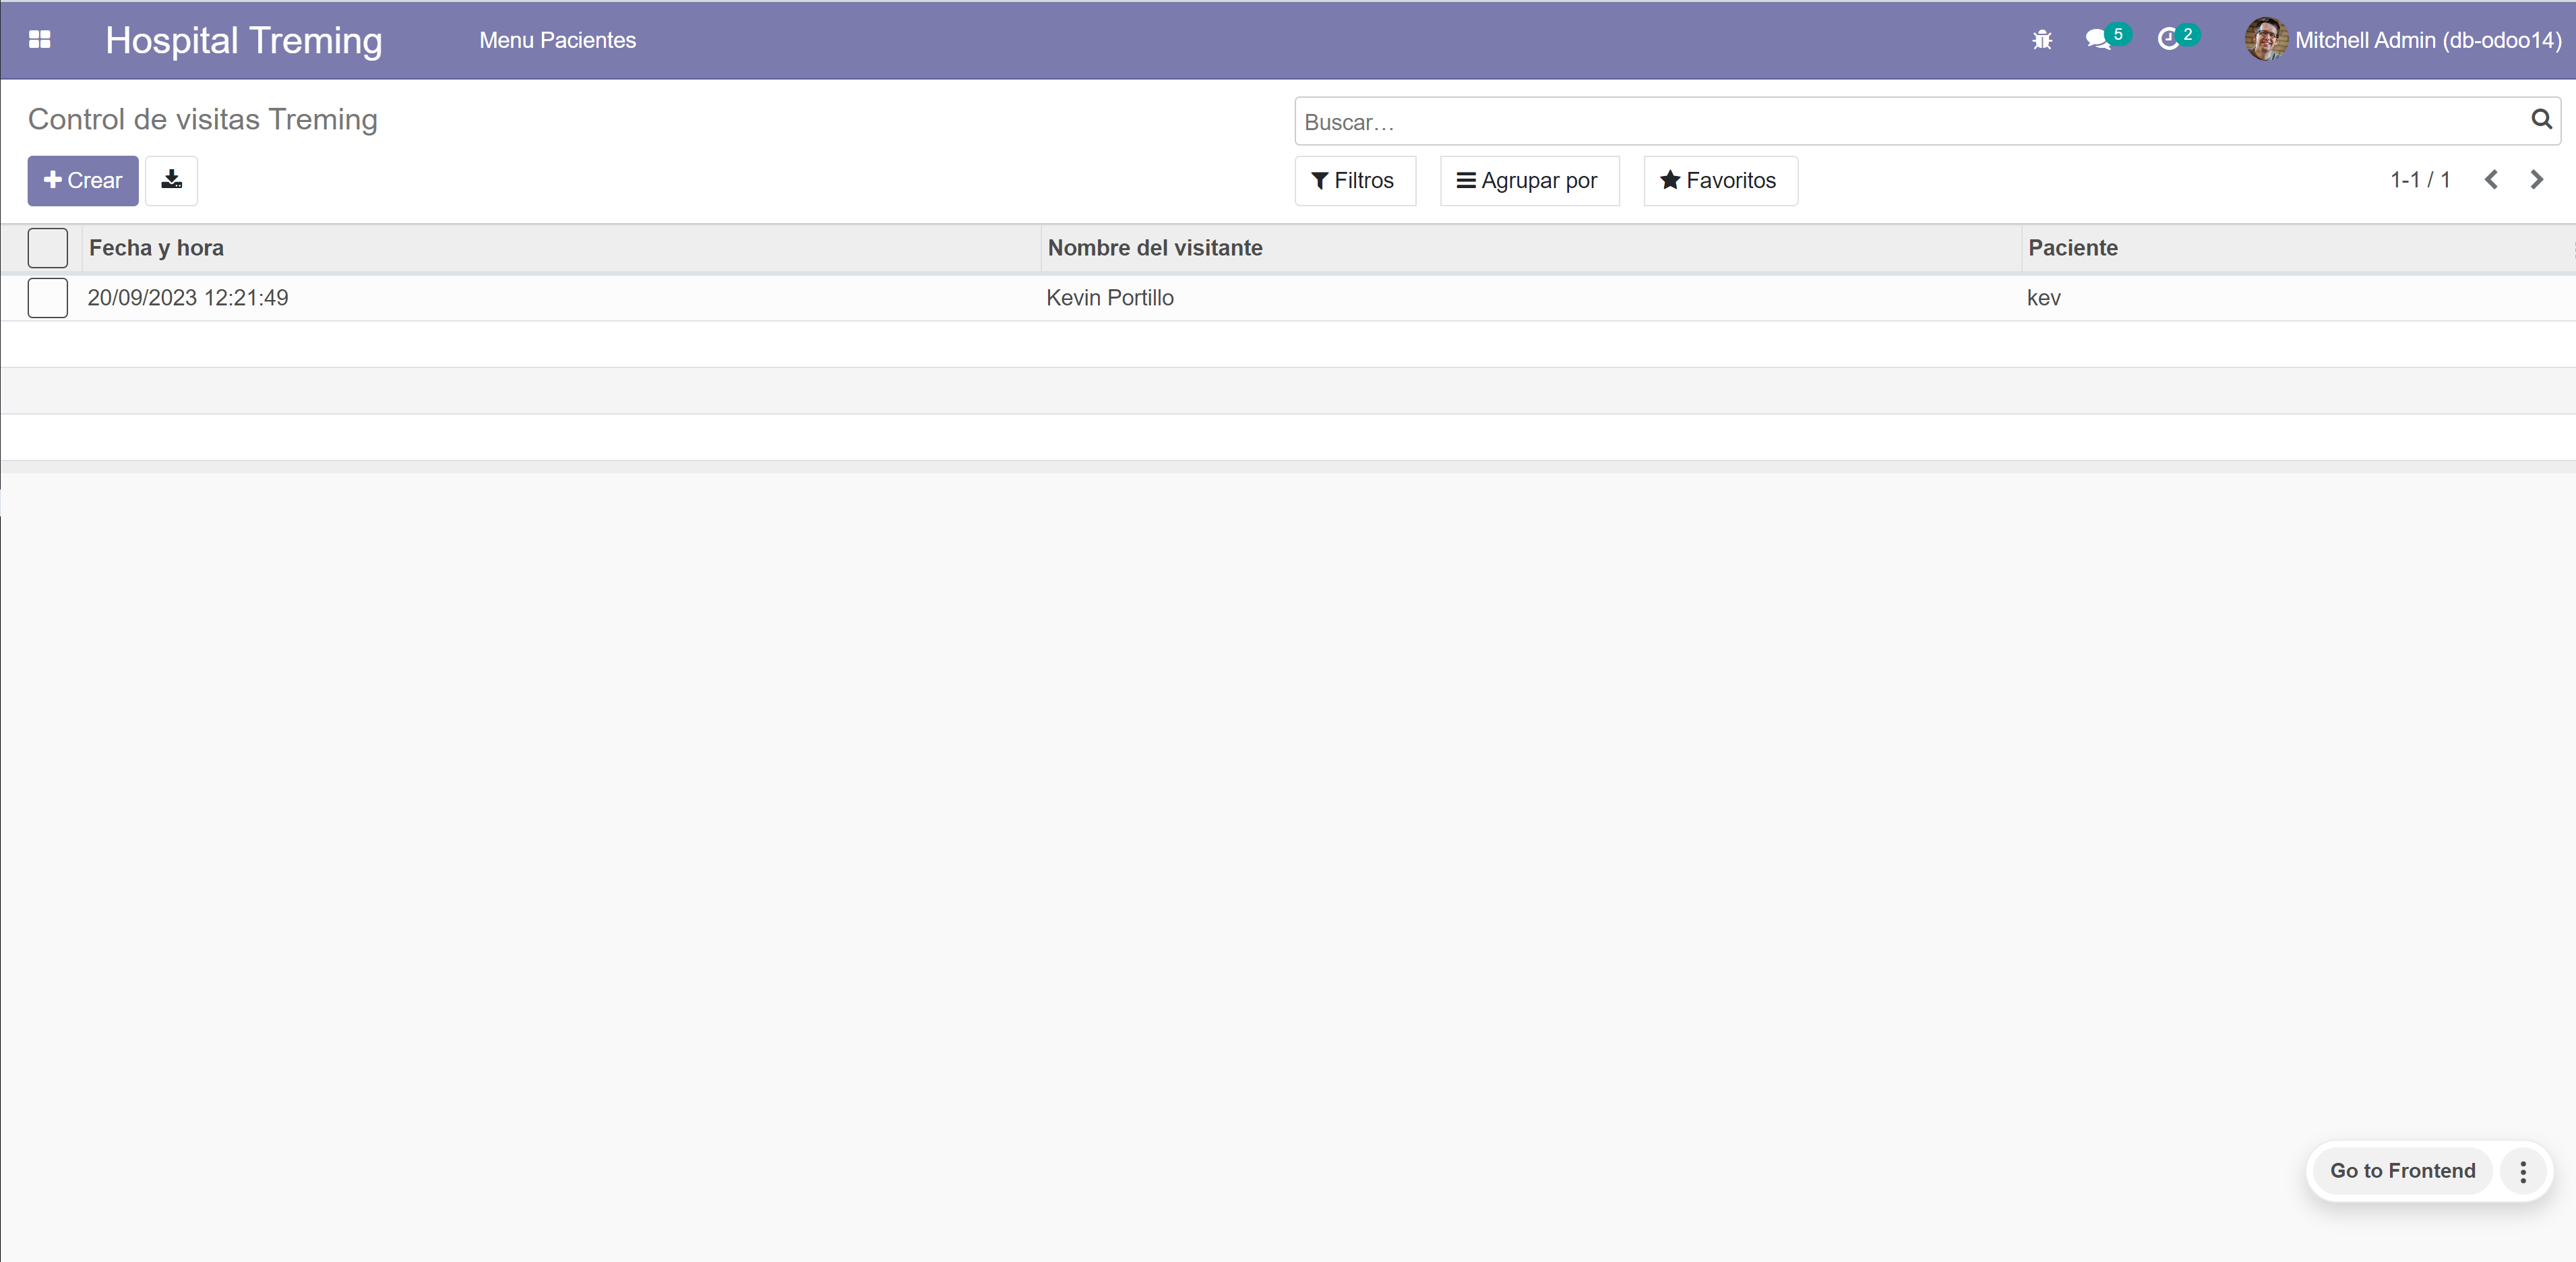 Hospital Treming Menu Pacientes 5 2 Mitchell Admin (db-odoo14)
Control de visitas Treming Buscar...
Crear Filtros Agrupar por Favoritos 1-1 / 1
Fecha y hora Nombre del visitante Paciente
20/09/2023 12:21:49 Kevin Portillo kev
Go to Frontend